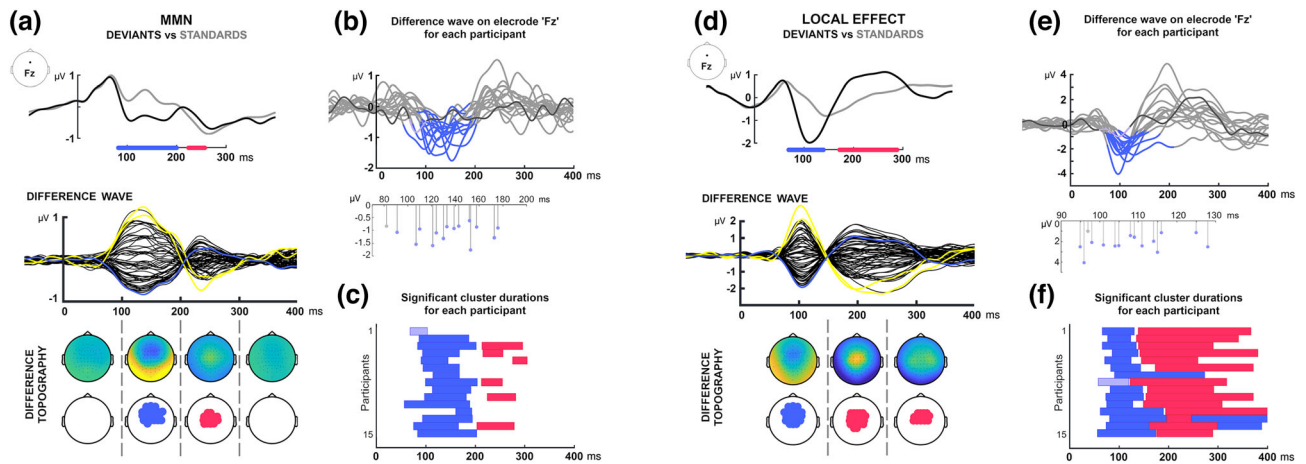 (a)
MMN
DEVIANTS vs STANDARDS
Fz
μV
1
-1
100
200
300
ms
DIFFERENCE WAVE
μV
1
-1
0
100
200
300
400 ms
DIFFERENCE
TOPOGRAPHY
(b)
Difference wave on elecrode 'Fz'
for each participant
μV
1
0
-1
-2
0
100
200
300
400 ms
80 100 120 140 160 180 200 ms
0
-0.5
-1
-1.5
-2
(c)
Significant cluster durations
for each participant
1
Participants
15
0
100
200
300
400
ms
(d)
LOCAL EFFECT
DEVIANTS vs STANDARDS
Fz
μV
1
0
-1
-2
100
200
300 ms
DIFFERENCE WAVE
μV
2
1
-1
-2
0
100
200
300
400 ms
DIFFERENCE
TOPOGRAPHY
(e)
Difference wave on elecrode 'Fz'
for each participant
μV
4
2
0
-2
-4
0
100
200
300
400 ms
90 100 110 120 130 ms
0
2
4
(f)
Significant cluster durations
for each participant
1
Participants
15
0
100
200
300
400
ms